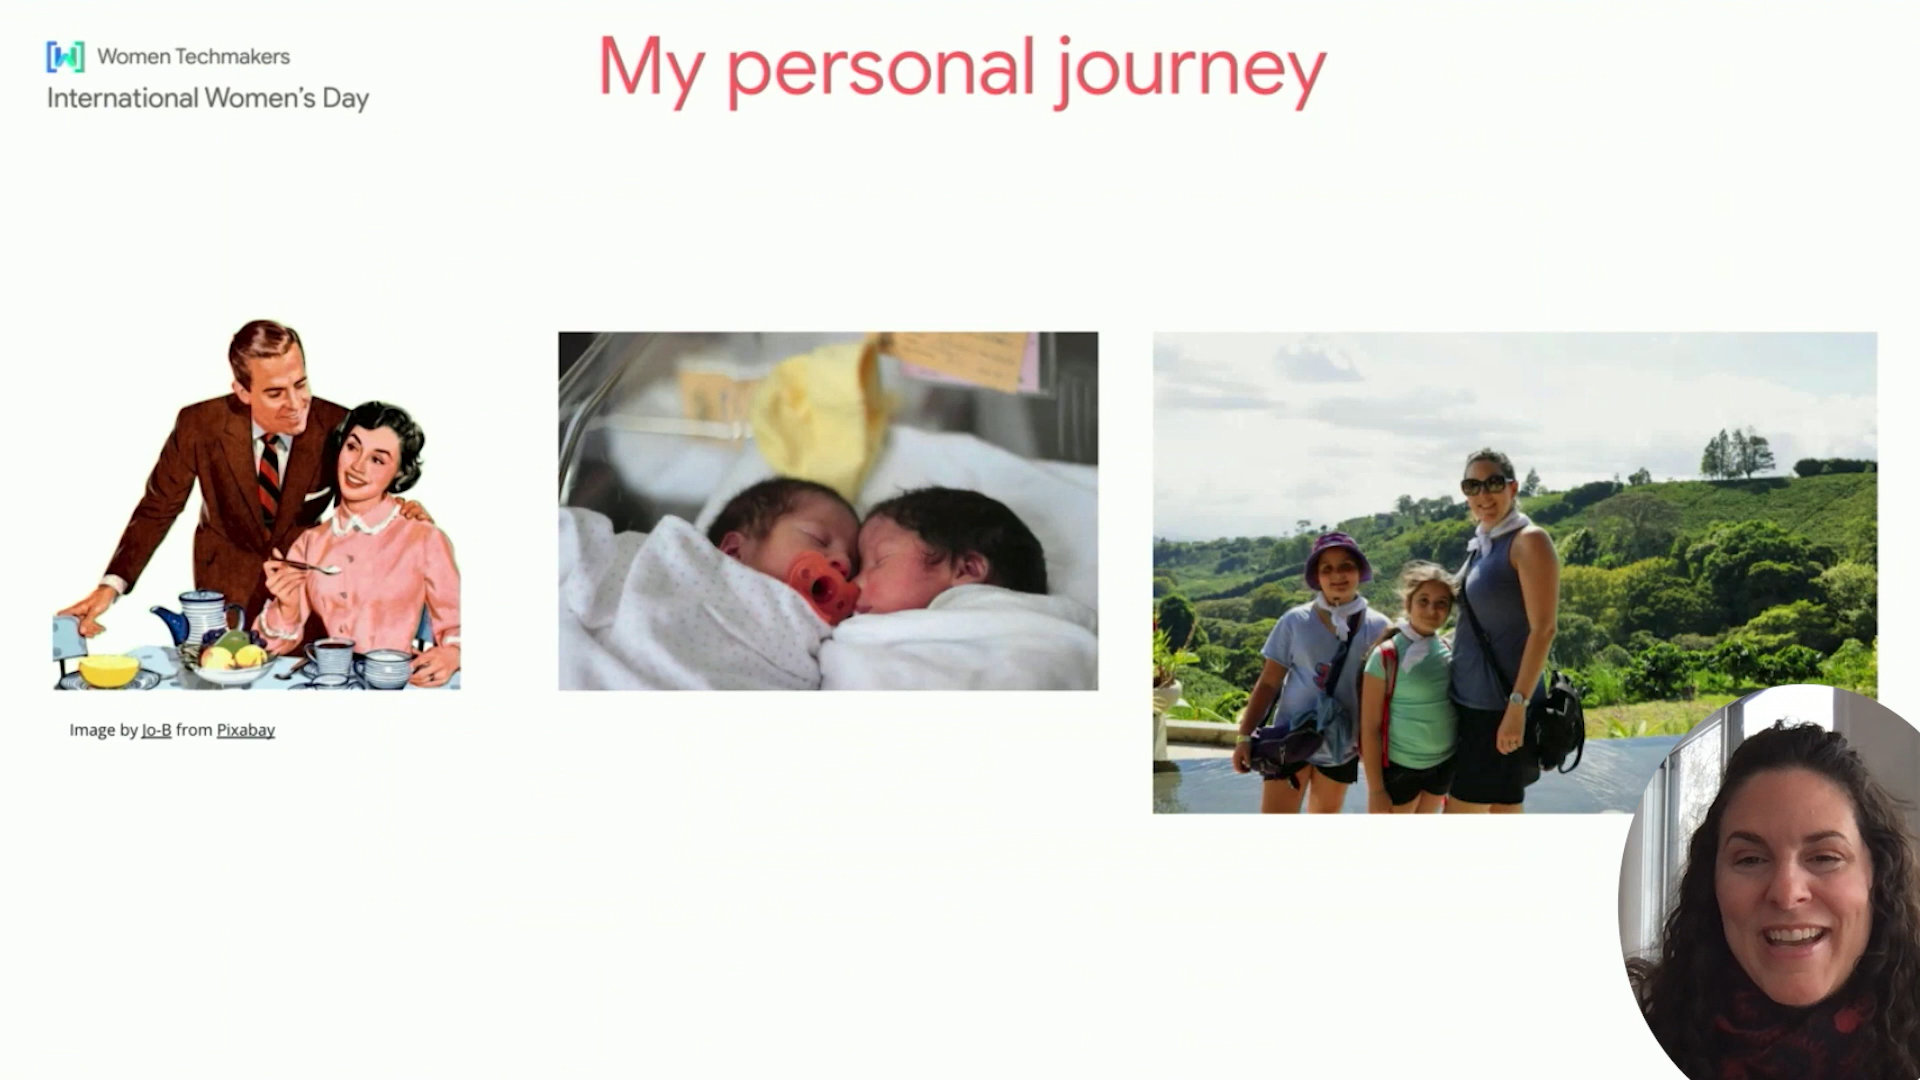 Women Techmakers
International Women's Day
My personal journey
Image by Jo-B from Pixabay